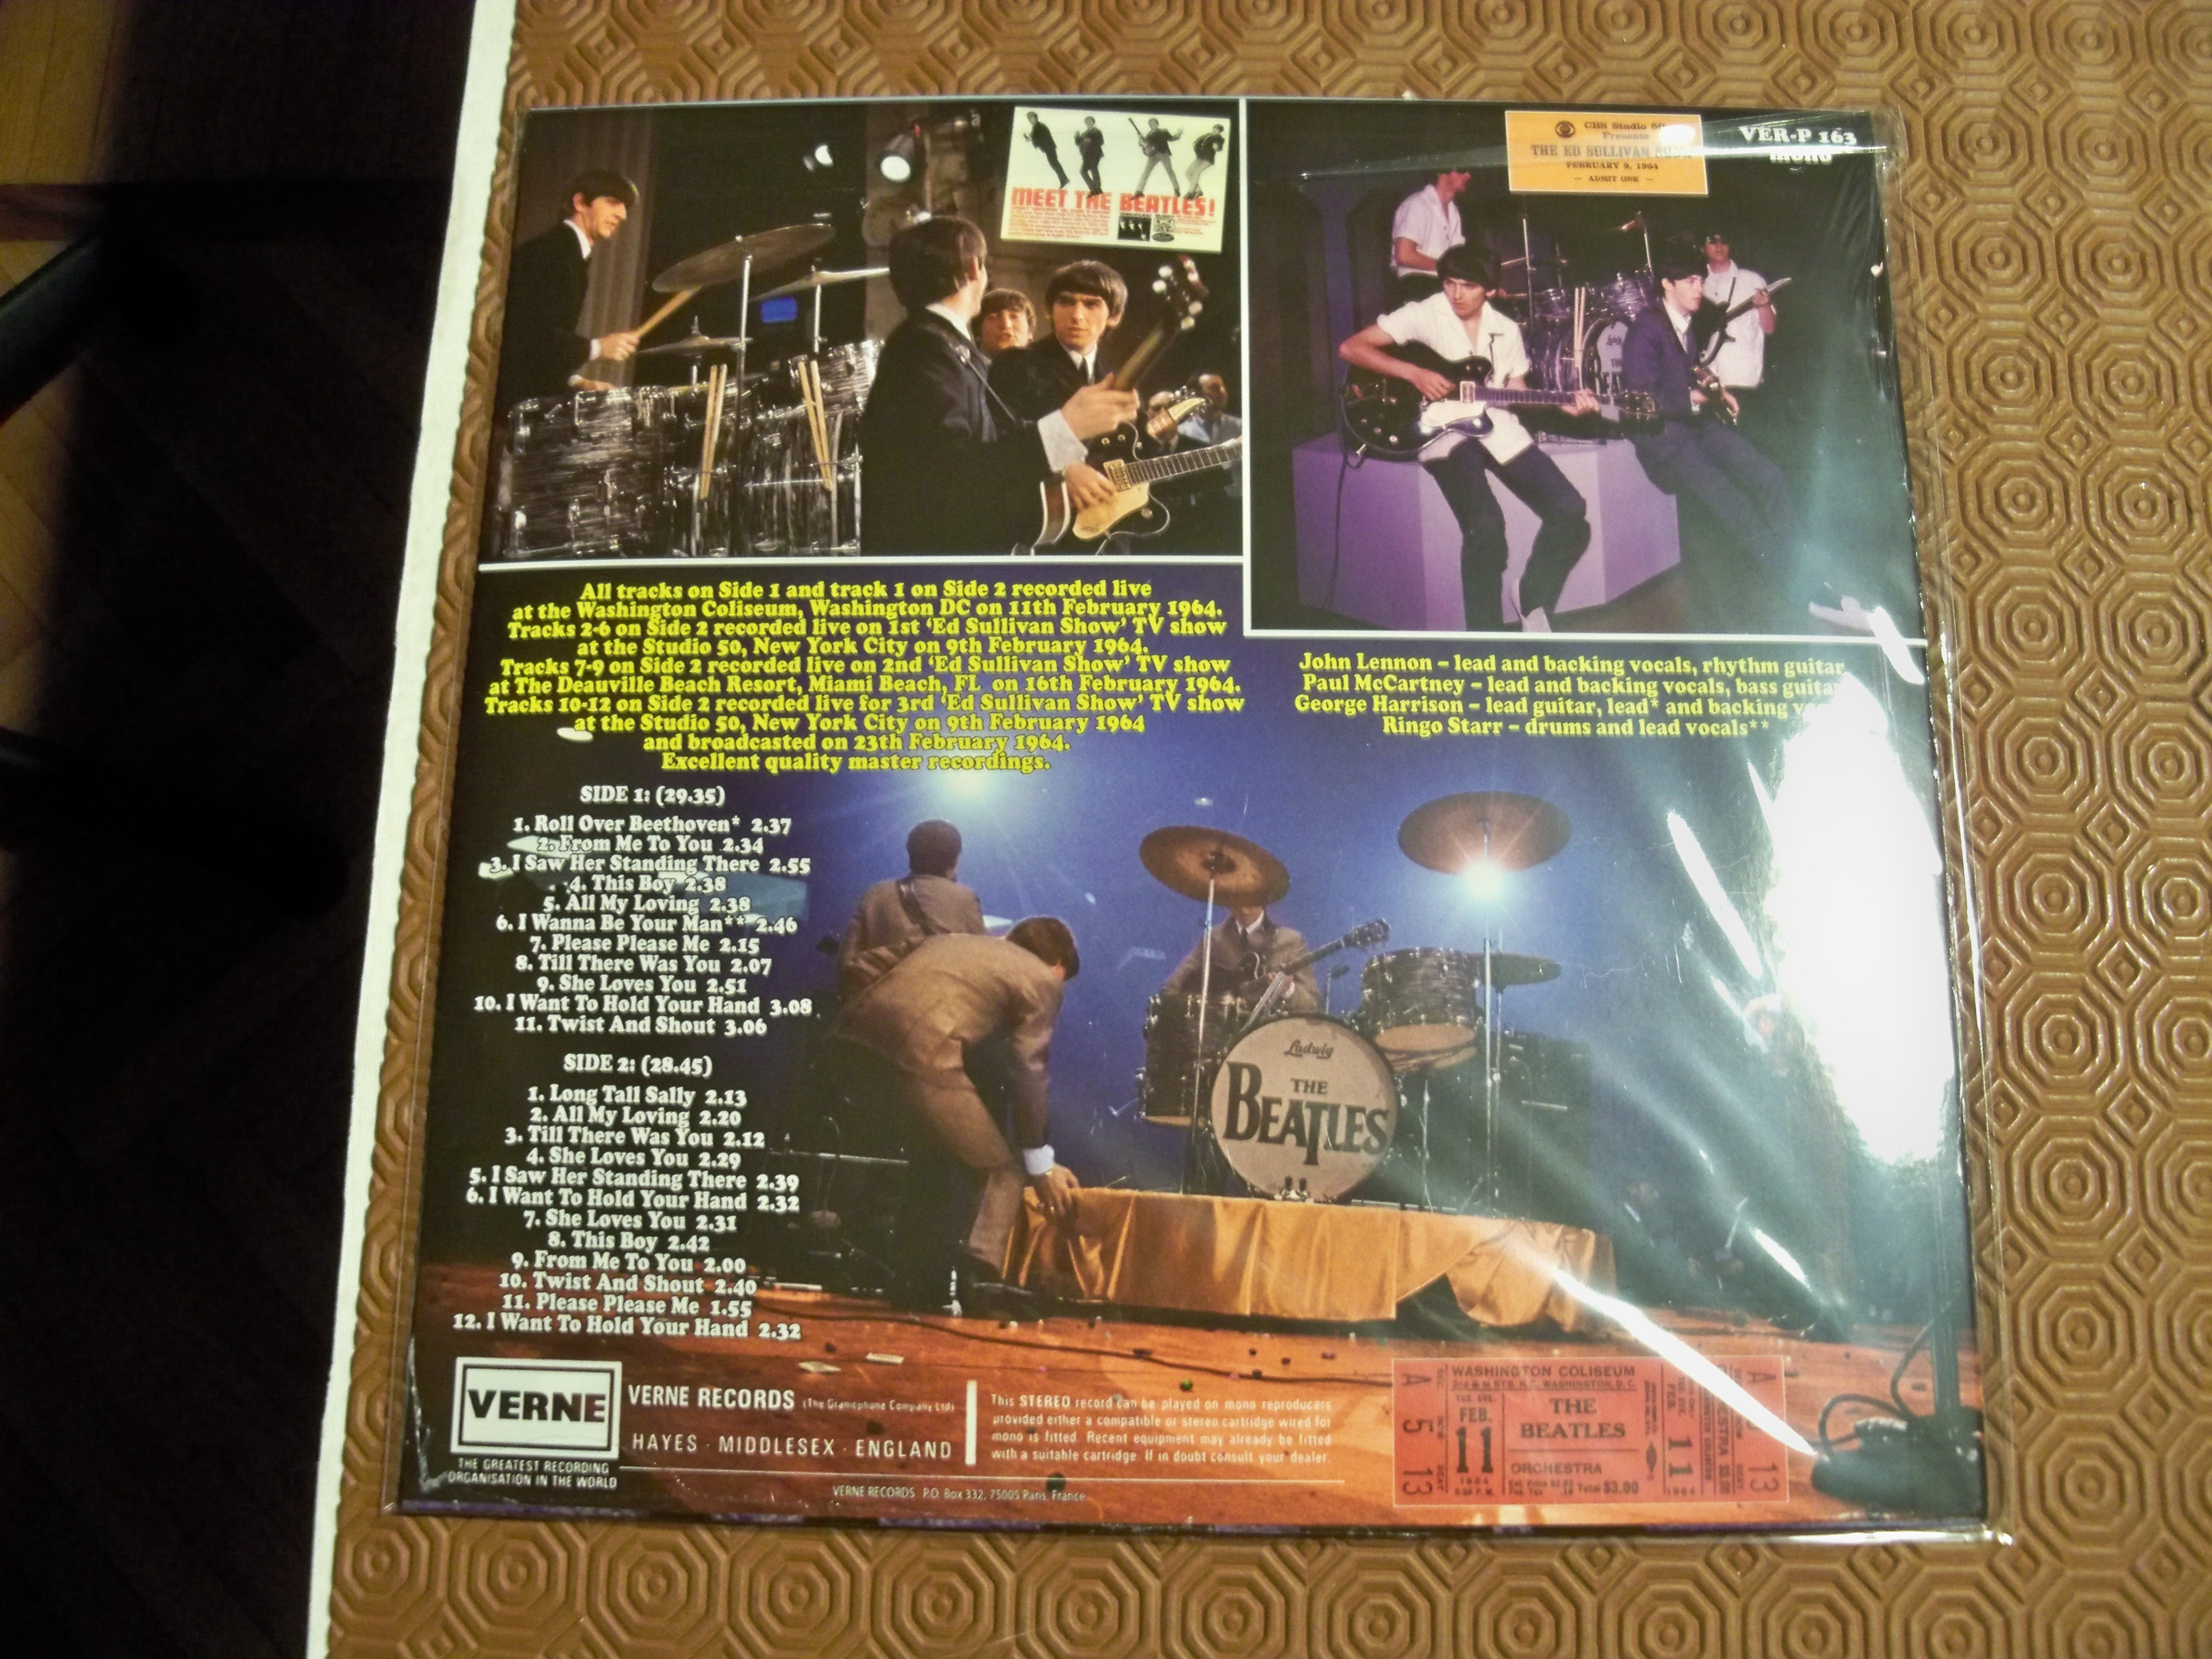 MEET THE BEATLES!
CBS Studio 50
Presents
THE ED SULLIVAN
FEBRUARY 9, 1964
— ADMIT ONE —
VER-P 163
mono
All tracks on Side 1 and track 1 on Side 2 recorded live
at the Washington Coliseum, Washington DC on 11th February 1964.
Tracks 2-6 on Side 2 recorded live on 1st ‘Ed Sullivan Show’ TV show
at the Studio 50, New York City on 9th February 1964.
Tracks 7-9 on Side 2 recorded live on 2nd ‘Ed Sullivan Show’ TV show
at The Deauville Beach Resort, Miami Beach, FL on 16th February 1964.
Tracks 10-12 on Side 2 recorded live for 3rd ‘Ed Sullivan Show’ TV show
at the Studio 50, New York City on 9th February 1964
and broadcasted on 23th February 1964.
Excellent quality master recordings.
John Lennon – lead and backing vocals, rhythm guitar
Paul McCartney – lead and backing vocals, bass guitar
George Harrison – lead guitar, lead* and backing
Ringo Starr – drums and lead vocals**
SIDE 1: (29.35)
1. Roll Over Beethoven* 2.37
2. From Me To You 2.34
3. I Saw Her Standing There 2.55
4. This Boy 2.38
5. All My Loving 2.38
6. I Wanna Be Your Man** 2.46
7. Please Please Me 2.15
8. Till There Was You 2.07
9. She Loves You 2.51
10. I Want To Hold Your Hand 3.08
11. Twist And Shout 3.06
SIDE 2: (28.45)
1. Long Tall Sally 2.13
2. All My Loving 2.20
3. Till There Was You 2.12
4. She Loves You 2.29
5. I Saw Her Standing There 2.39
6. I Want To Hold Your Hand 2.32
7. She Loves You 2.31
8. This Boy 2.42
9. From Me To You 2.00
10. Twist And Shout 2.40
11. Please Please Me 1.55
12. I Want To Hold Your Hand 2.32
Ludwig
THE
BEATLES
VERNE
THE GREATEST RECORDING
ORGANISATION IN THE WORLD
VERNE RECORDS (The Gramophone Company Ltd)
HAYES · MIDDLESEX · ENGLAND
This STEREO record can be played on mono reproducers
provided either a compatible or stereo cartridge wired for
mono is fitted. Recent equipment may already be fitted
with a suitable cartridge. If in doubt consult your dealer.
VERNE RECORDS P.O. Box 332, 75005 Paris, France
WASHINGTON COLISEUM
WASHINGTON, D.C.
FEB.
11
1964
THE
BEATLES
ORCHESTRA
Total $3.00
A
5
13
FEB
11
1964
A
13